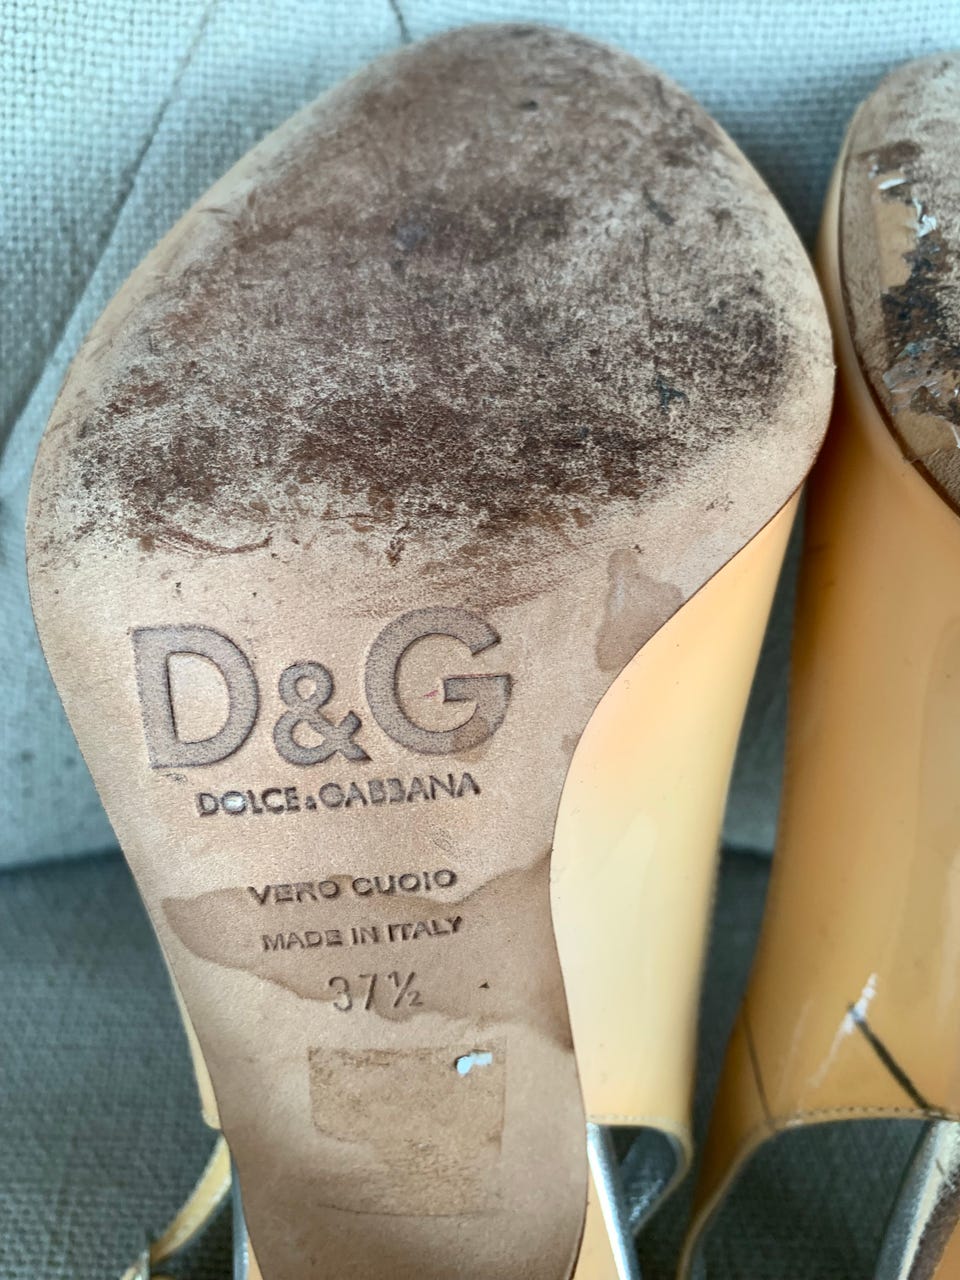 D&G
DOLCE&GABBANA
VERO CUOIO
MADE IN ITALY
37½